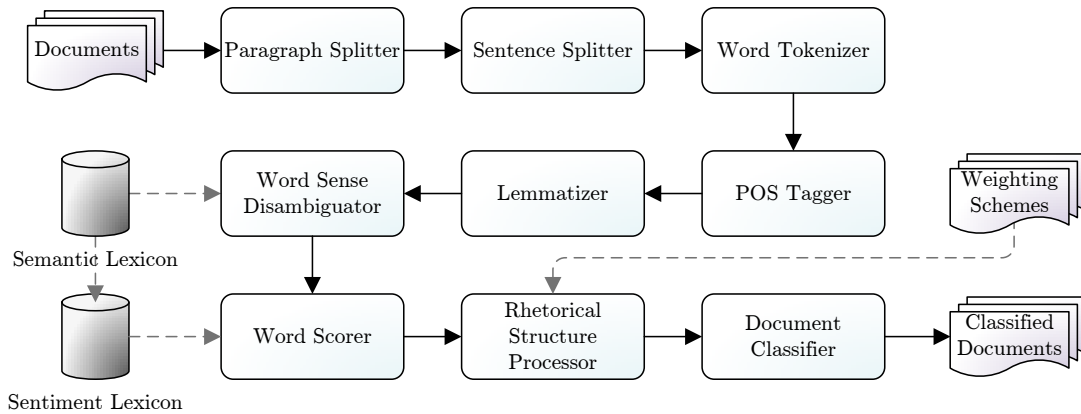 Documents
Paragraph Splitter
Sentence Splitter
Word Tokenizer
Word Sense
Disambiguator
Lemmatizer
POS Tagger
Weighting
Schemes
Semantic Lexicon
Word Scorer
Rhetorical
Structure
Processor
Document
Classifier
Classified
Documents
Sentiment Lexicon